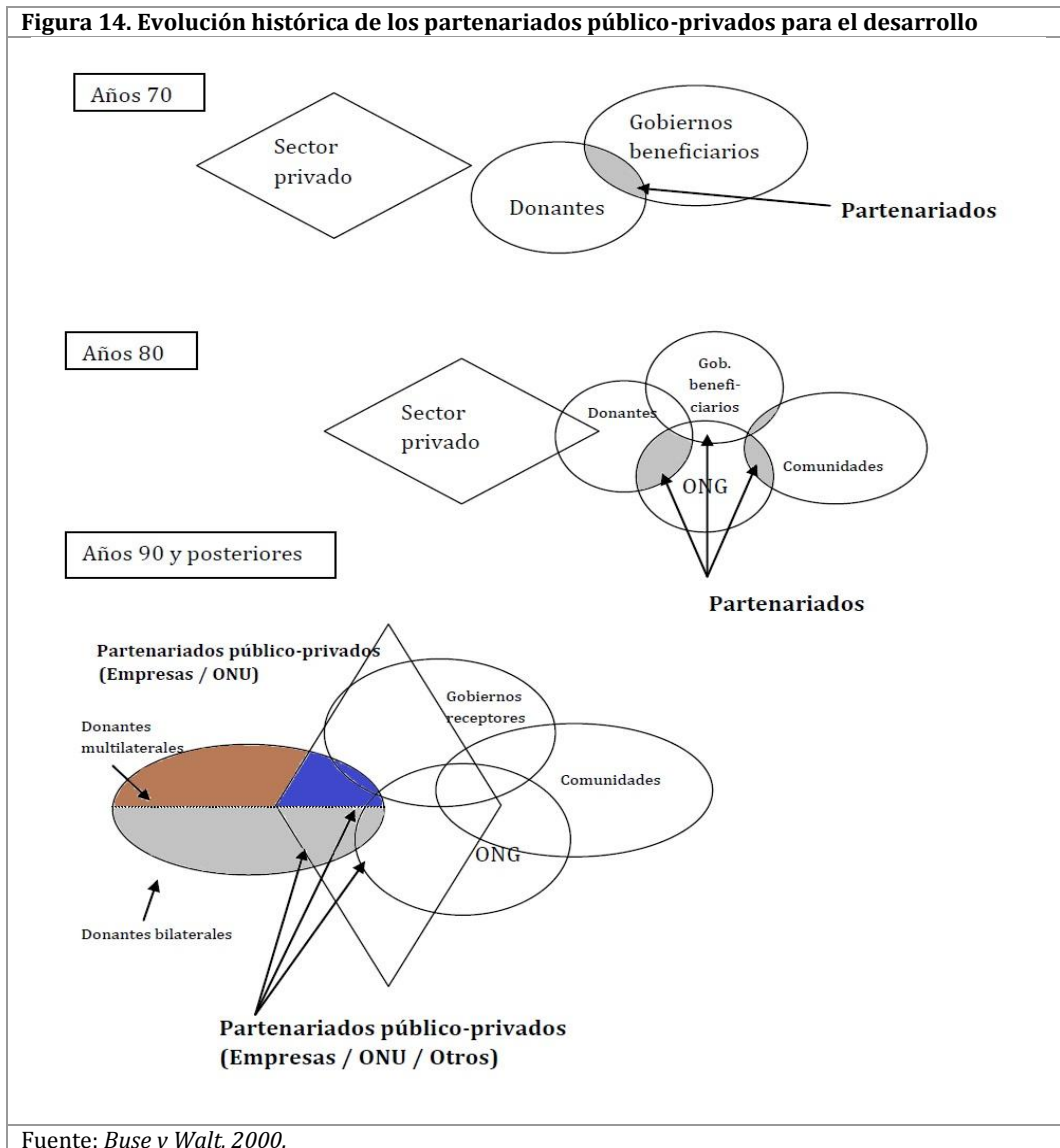 Figura 14. Evolución histórica de los partenariados público-privados para el desarrollo
Años 70
Sector
privado
Gobiernos
beneficiarios
Donantes
Partenariados
Años 80
Sector
privado
Donantes
Gob.
benefi-
ciarios
Comunidades
ONG
Partenariados
Años 90 y posteriores
Partenariados público-privados
(Empresas / ONU)
Donantes
multilaterales
Gobiernos
receptores
Comunidades
ONG
Donantes bilaterales
Partenariados público-privados
(Empresas / ONU / Otros)
Fuente: Buse y Walt, 2000.